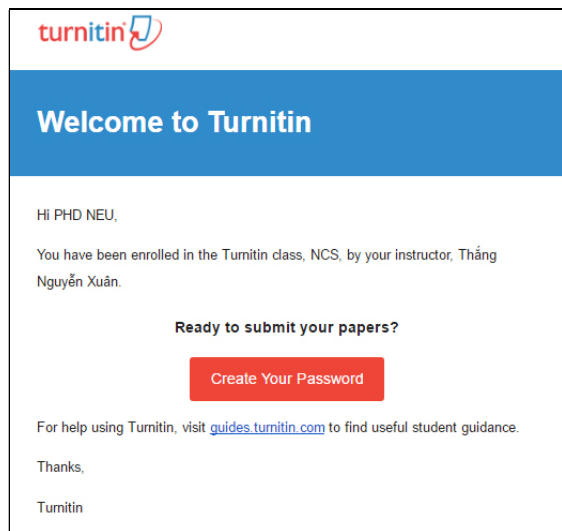 turnitin
Welcome to Turnitin
Hi PHD NEU,
You have been enrolled in the Turnitin class, NCS, by your instructor, Thắng
Nguyễn Xuân.
Ready to submit your papers?
Create Your Password
For help using Turnitin, visit guides.turnitin.com to find useful student guidance.
Thanks,
Turnitin